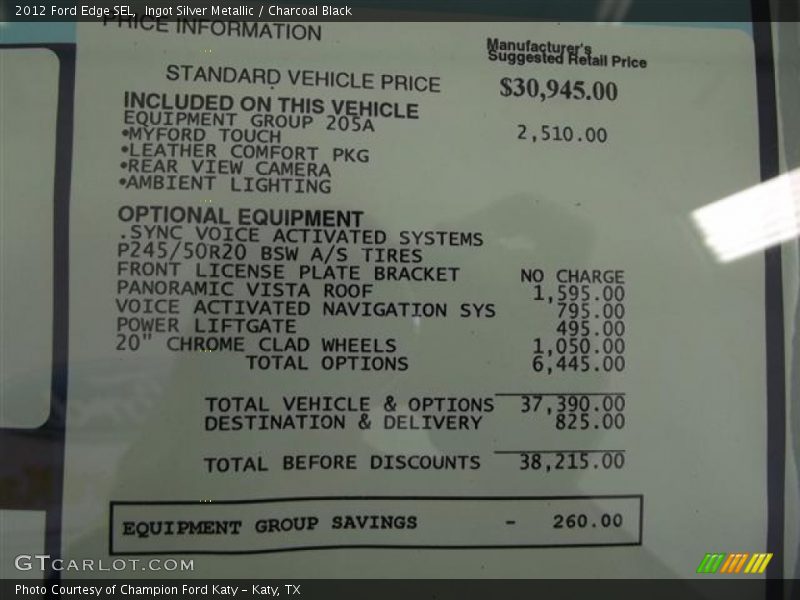 2012 Ford Edge SEL, Ingot Silver Metallic / Charcoal Black
PRICE INFORMATION
Manufacturer's
Suggested Retail Price
STANDARD VEHICLE PRICE $30,945.00
INCLUDED ON THIS VEHICLE
EQUIPMENT GROUP 205A 2,510.00
•MYFORD TOUCH
•LEATHER COMFORT PKG
•REAR VIEW CAMERA
•AMBIENT LIGHTING
OPTIONAL EQUIPMENT
.SYNC VOICE ACTIVATED SYSTEMS
P245/50R20 BSW A/S TIRES
FRONT LICENSE PLATE BRACKET NO CHARGE
PANORAMIC VISTA ROOF 1,595.00
VOICE ACTIVATED NAVIGATION SYS 795.00
POWER LIFTGATE 495.00
20" CHROME CLAD WHEELS 1,050.00
TOTAL OPTIONS 6,445.00
TOTAL VEHICLE & OPTIONS 37,390.00
DESTINATION & DELIVERY 825.00
TOTAL BEFORE DISCOUNTS 38,215.00
EQUIPMENT GROUP SAVINGS - 260.00
GTCARLOT.COM
Photo Courtesy of Champion Ford Katy - Katy, TX